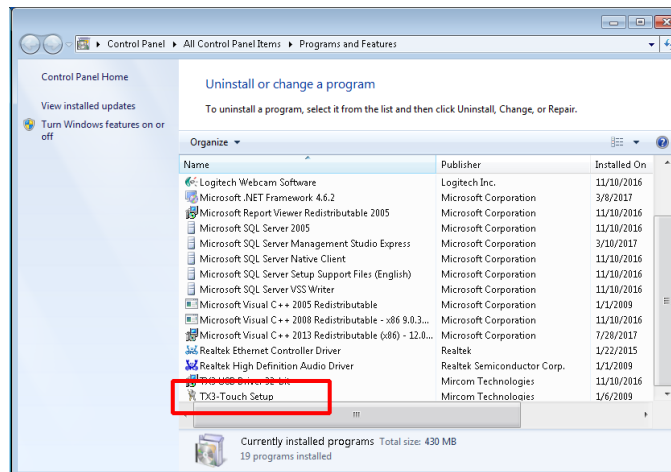 Control Panel ▸ All Control Panel Items ▸ Programs and Features
Control Panel Home
View installed updates
Turn Windows features on or
off
Uninstall or change a program
To uninstall a program, select it from the list and then click Uninstall, Change, or Repair.
Organize
Name Publisher Installed On
Logitech Webcam Software Logitech Inc. 11/10/2016
Microsoft .NET Framework 4.6.2 Microsoft Corporation 3/8/2017
Microsoft Report Viewer Redistributable 2005 Microsoft Corporation 11/10/2016
Microsoft SQL Server 2005 Microsoft Corporation 11/10/2016
Microsoft SQL Server Management Studio Express Microsoft Corporation 3/10/2017
Microsoft SQL Server Native Client Microsoft Corporation 11/10/2016
Microsoft SQL Server Setup Support Files (English) Microsoft Corporation 11/10/2016
Microsoft SQL Server VSS Writer Microsoft Corporation 11/10/2016
Microsoft Visual C++ 2005 Redistributable Microsoft Corporation 1/1/2009
Microsoft Visual C++ 2008 Redistributable - x86 9.0.3... Microsoft Corporation 11/10/2016
Microsoft Visual C++ 2013 Redistributable (x86) - 12.0... Microsoft Corporation 7/28/2017
Realtek Ethernet Controller Driver Realtek 1/22/2015
Realtek High Definition Audio Driver Realtek Semiconductor Corp. 1/1/2009
TX3 USB Driver 32-bit Mircom Technologies 11/10/2016
TX3-Touch Setup Mircom Technologies 1/6/2009
Currently installed programs Total size: 430 MB
19 programs installed